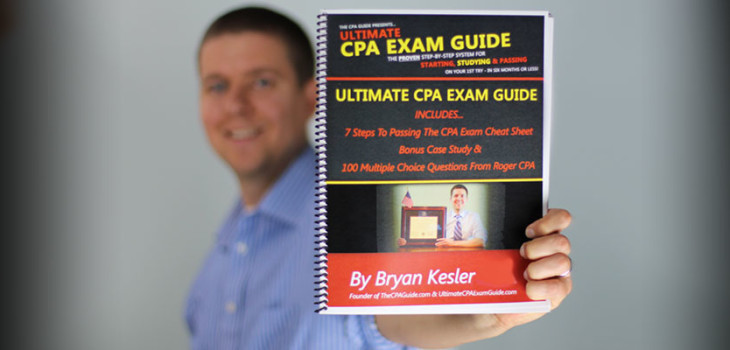 THE CPA GUIDE PRESENTS...
ULTIMATE
CPA EXAM GUIDE
THE PROVEN STEP-BY-STEP SYSTEM FOR
STARTING, STUDYING & PASSING
ON YOUR 1ST TRY - IN SIX MONTHS OR LESS!
ULTIMATE CPA EXAM GUIDE
INCLUDES...
7 Steps To Passing The CPA Exam Cheat Sheet
Bonus Case Study &
100 Multiple Choice Questions From Roger CPA
By Bryan Kesler
Founder of TheCPAGuide.com & UltimateCPAExamGuide.com